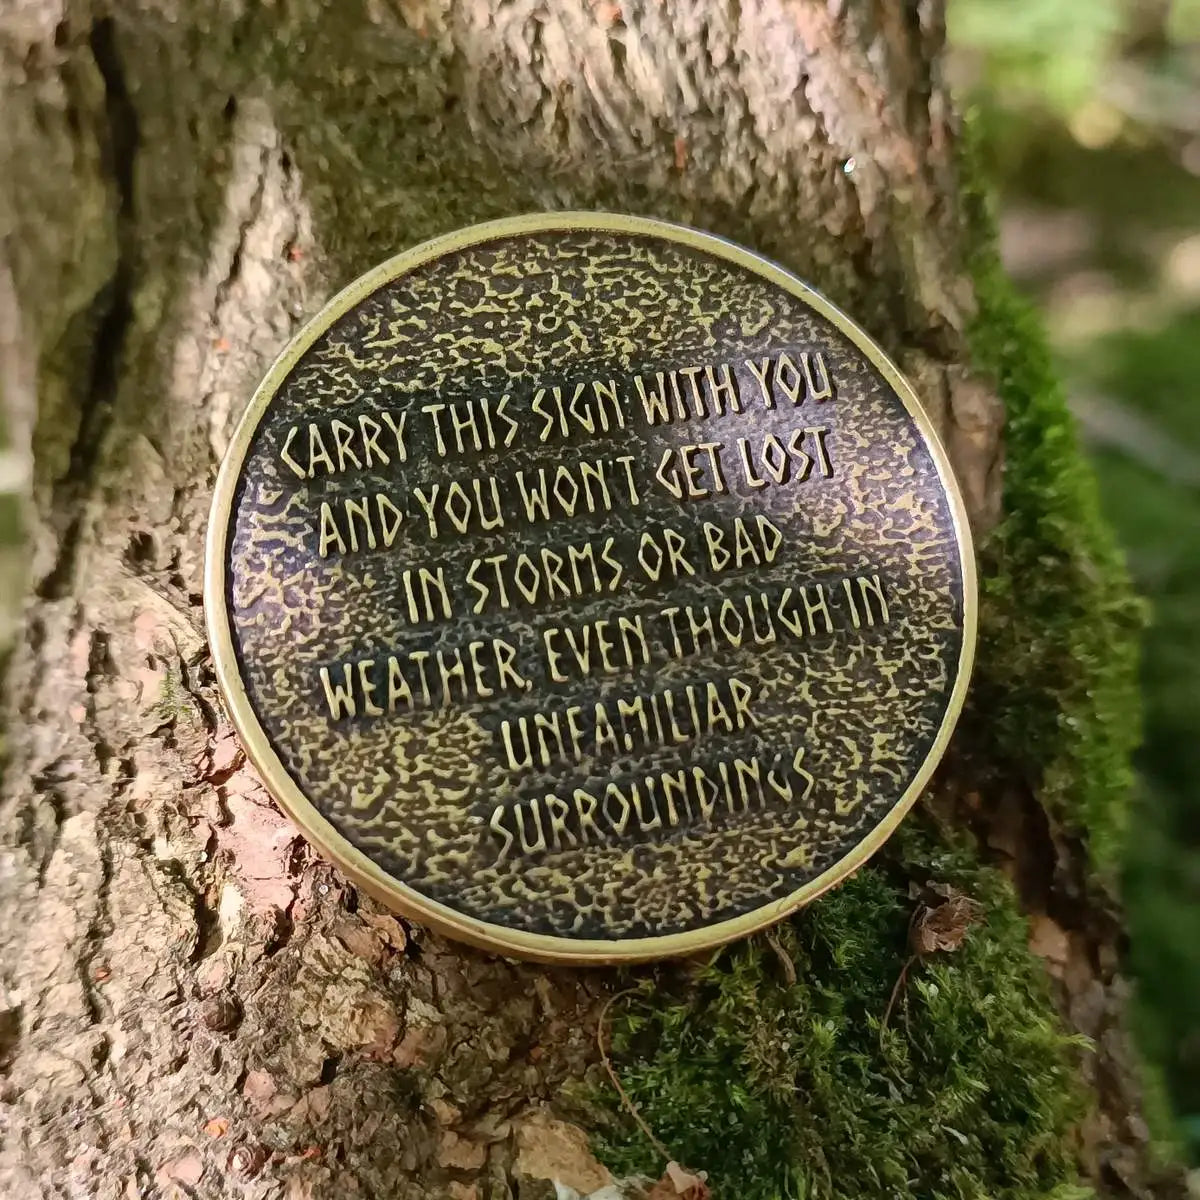 CARRY THIS SIGN WITH YOU
AND YOU WON'T GET LOST
IN STORMS OR BAD
WEATHER, EVEN THOUGH IN
UNFAMILIAR
SURROUNDINGS